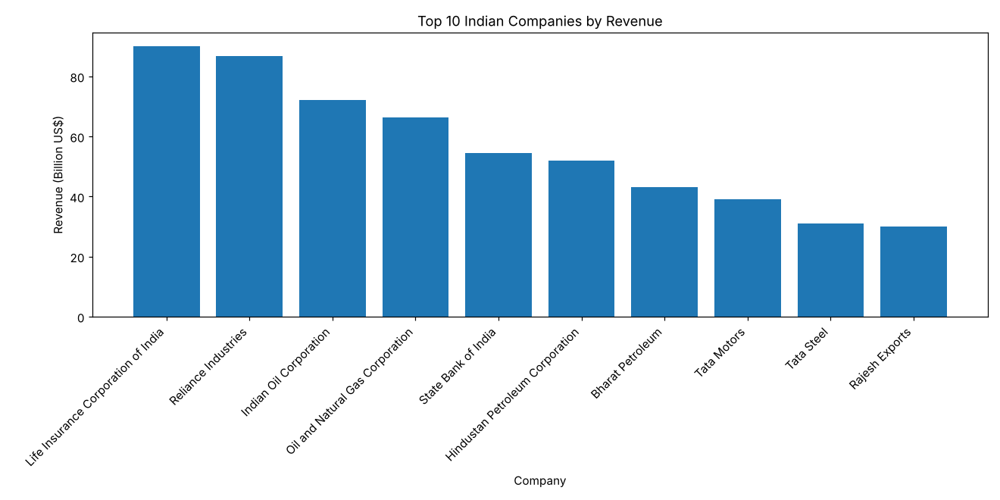 Top 10 Indian Companies by Revenue
Revenue (Billion US$)
80
60
40
20
0
Life Insurance Corporation of India
Reliance Industries
Indian Oil Corporation
Oil and Natural Gas Corporation
State Bank of India
Hindustan Petroleum Corporation
Bharat Petroleum
Tata Motors
Tata Steel
Rajesh Exports
Company